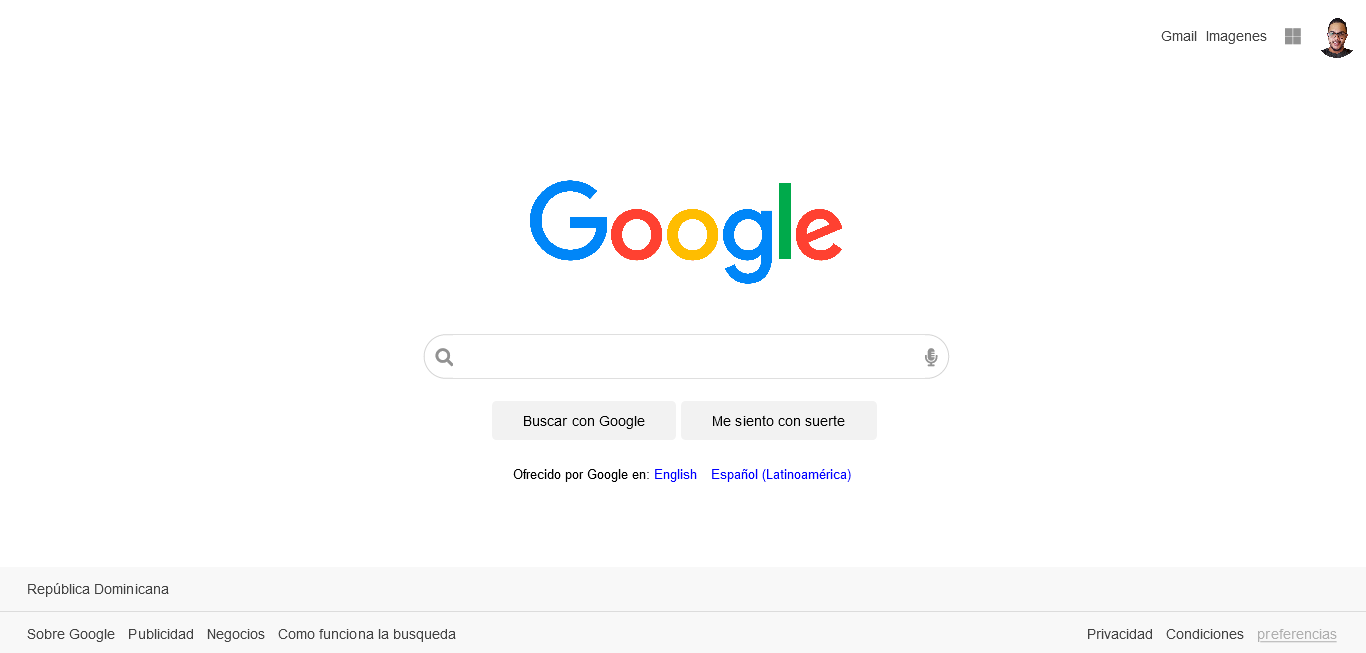 Gmail Imagenes
Google
Buscar con Google Me siento con suerte
Ofrecido por Google en: English Español (Latinoamérica)
República Dominicana
Sobre Google Publicidad Negocios Como funciona la busqueda Privacidad Condiciones preferencias